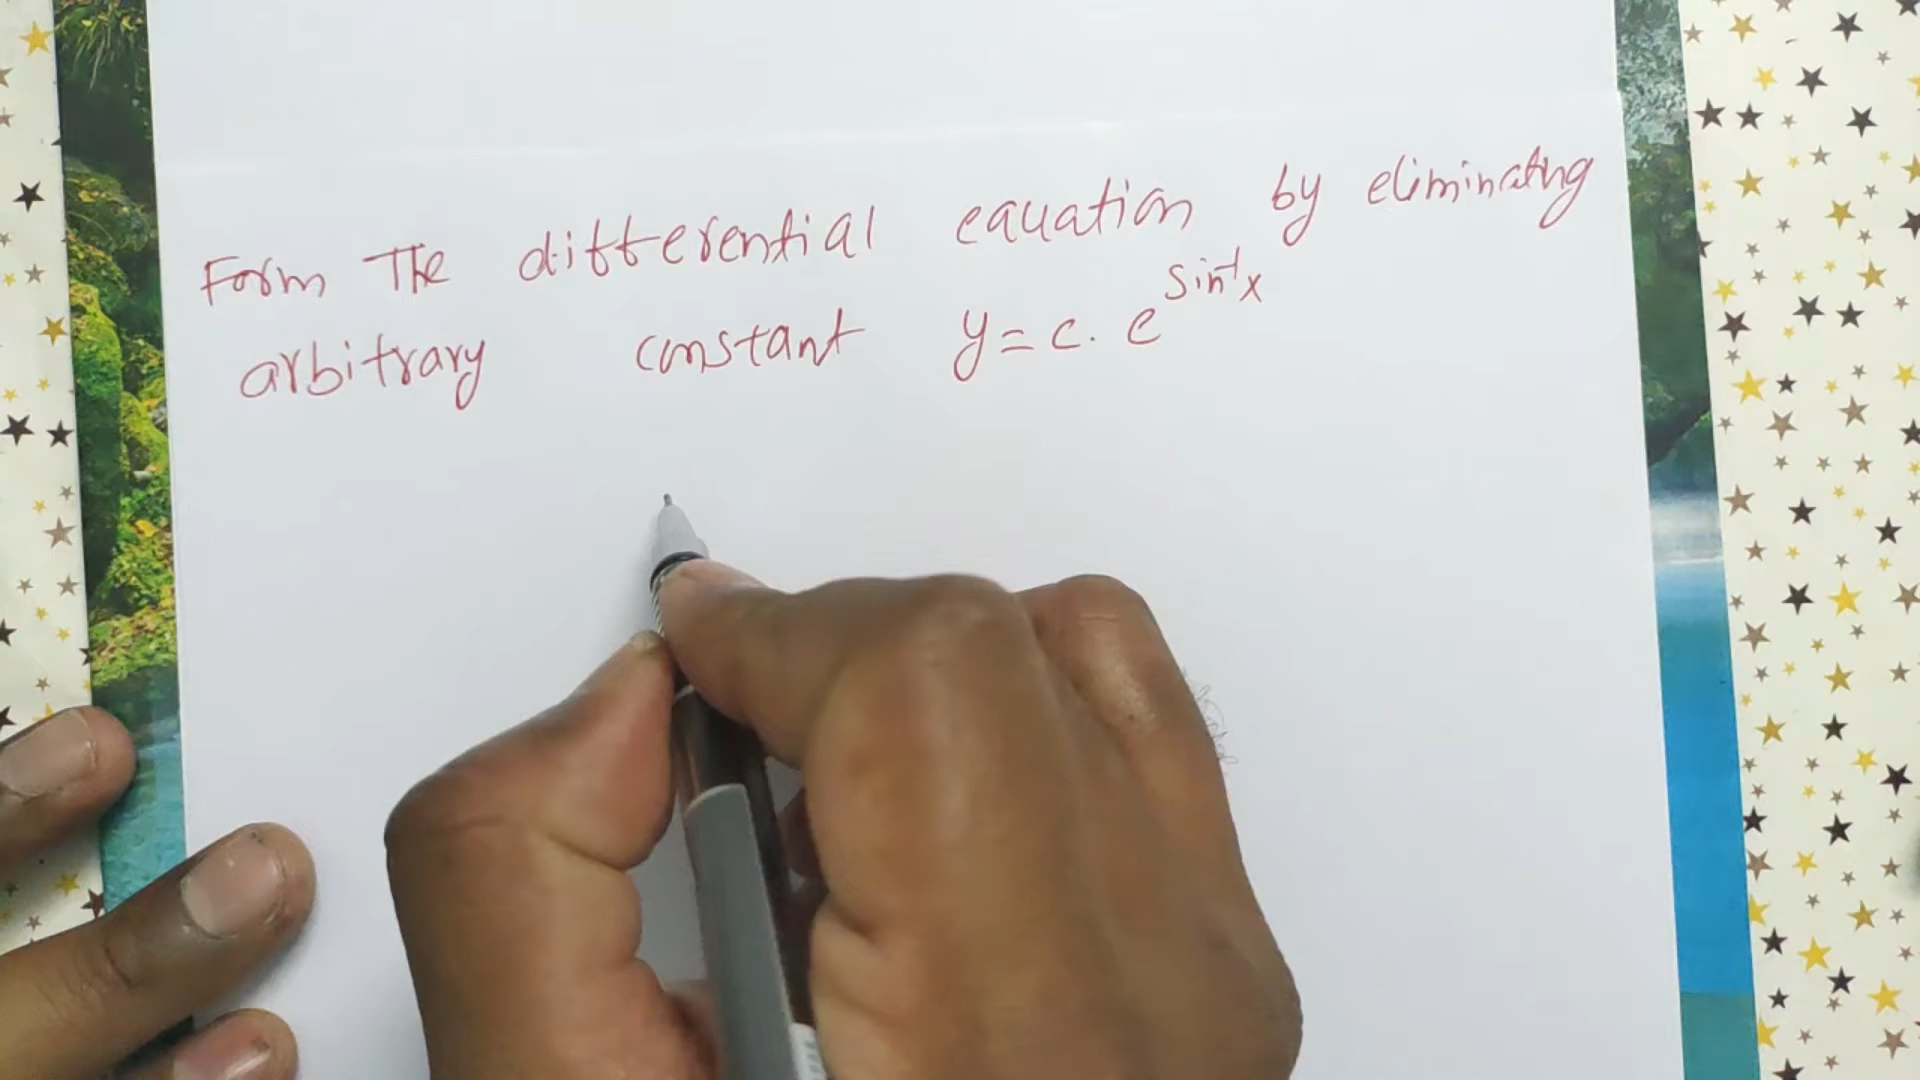 Form The differential equation by eliminating
arbitrary constant y = c. e^sin⁻¹x